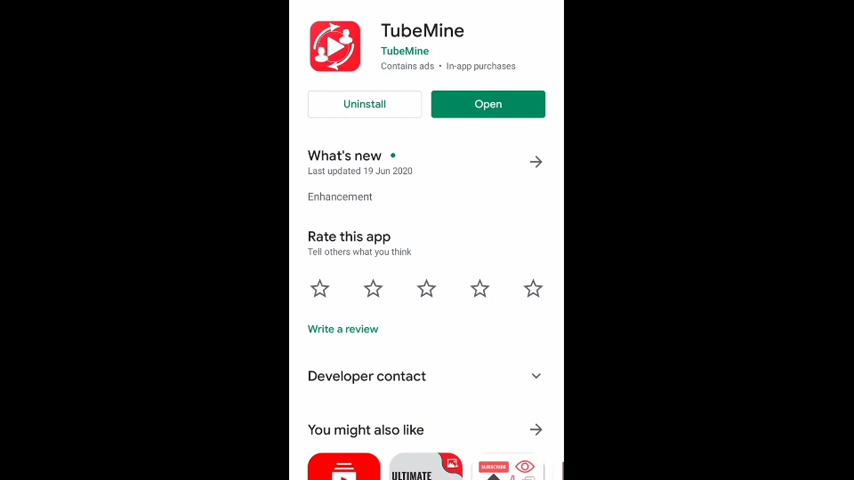 TubeMine
TubeMine
Contains ads • In-app purchases
Uninstall
Open
What's new •
Last updated 19 Jun 2020
Enhancement
Rate this app
Tell others what you think
Write a review
Developer contact
You might also like
ULTIMATE
SUBSCRIBE